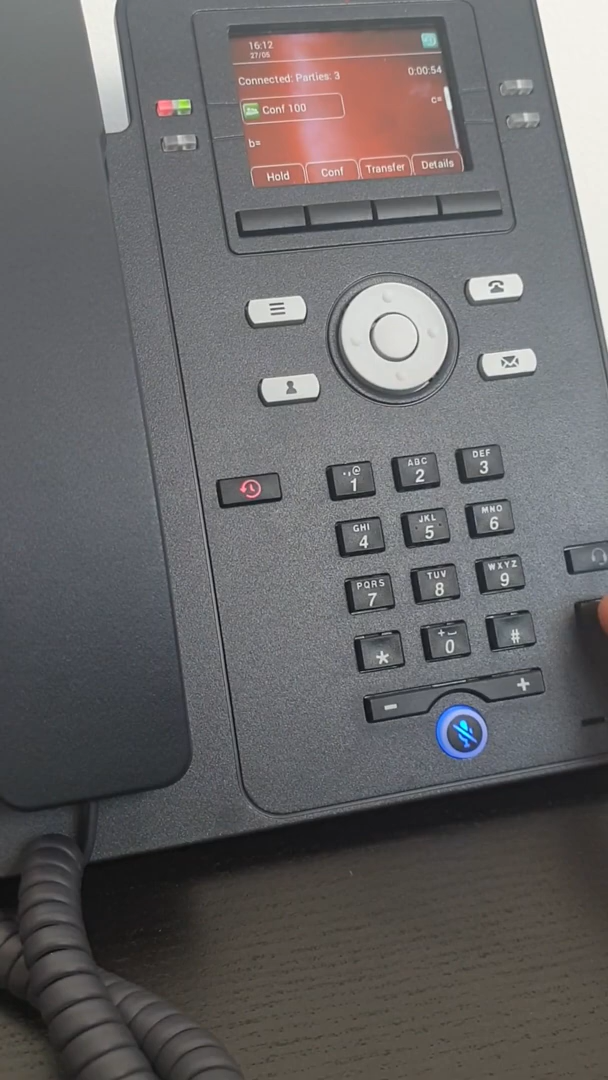 16:12
27/05
Connected: Parties: 3 0:00:54
Conf 100 c=
b=
Hold Conf Transfer Details
.,@ ABC DEF
1 2 3
GHI JKL MNO
4 5 6
PQRS TUV WXYZ
7 8 9
* 0 #
+
- +